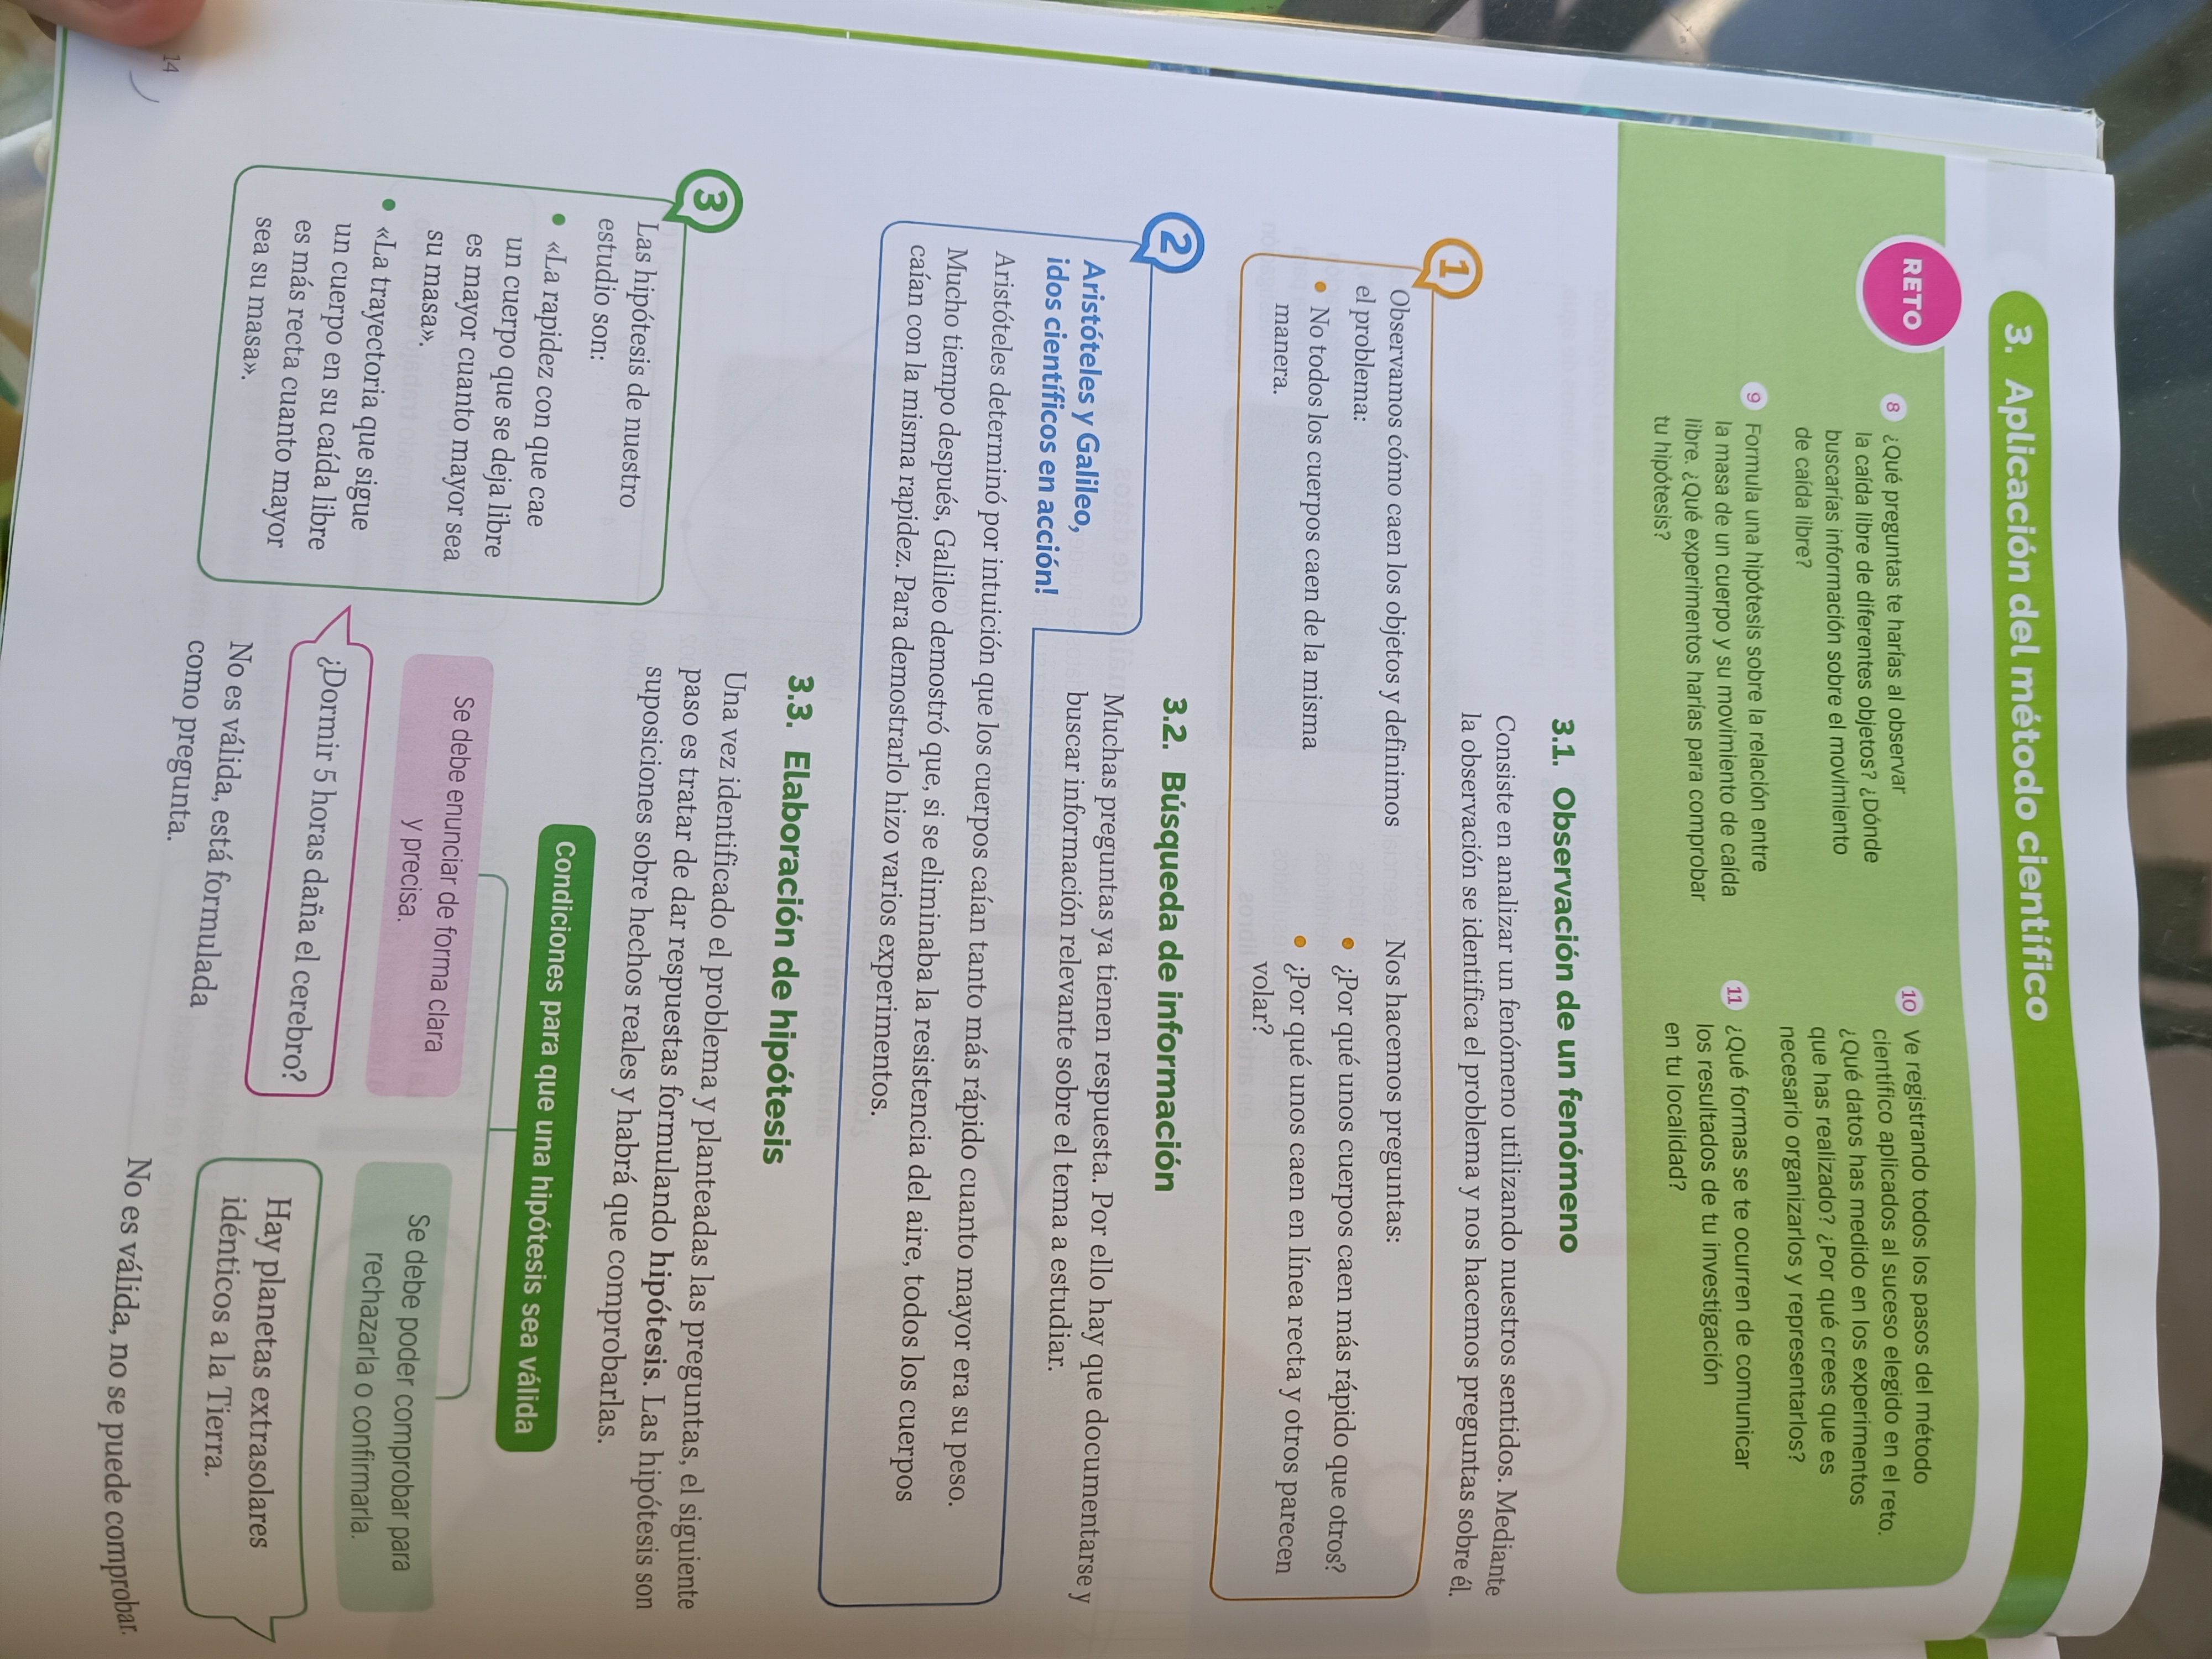 3. Aplicación del método científico
RETO
8 ¿Qué preguntas te harías al observar
la caída libre de diferentes objetos? ¿Dónde
buscarías información sobre el movimiento
de caída libre?
9 Formula una hipótesis sobre la relación entre
la masa de un cuerpo y su movimiento de caída
libre. ¿Qué experimentos harías para comprobar
tu hipótesis?
10 Ve registrando todos los pasos del método
científico aplicados al suceso elegido en el reto.
¿Qué datos has medido en los experimentos
que has realizado? ¿Por qué crees que es
necesario organizarlos y representarlos?
11 ¿Qué formas se te ocurren de comunicar
los resultados de tu investigación
en tu localidad?
3.1. Observación de un fenómeno
Consiste en analizar un fenómeno utilizando nuestros sentidos. Mediante
la observación se identifica el problema y nos hacemos preguntas sobre él.
1
Observamos cómo caen los objetos y definimos
el problema:
• No todos los cuerpos caen de la misma
manera.
Nos hacemos preguntas:
• ¿Por qué unos cuerpos caen más rápido que otros?
• ¿Por qué unos caen en línea recta y otros parecen
volar?
3.2. Búsqueda de información
Muchas preguntas ya tienen respuesta. Por ello hay que documentarse y
buscar información relevante sobre el tema a estudiar.
2
Aristóteles y Galileo,
¡dos científicos en acción!
Aristóteles determinó por intuición que los cuerpos caían tanto más rápido cuanto mayor era su peso.
Mucho tiempo después, Galileo demostró que, si se eliminaba la resistencia del aire, todos los cuerpos
caían con la misma rapidez. Para demostrarlo hizo varios experimentos.
3.3. Elaboración de hipótesis
Una vez identificado el problema y planteadas las preguntas, el siguiente
paso es tratar de dar respuestas formulando hipótesis. Las hipótesis son
suposiciones sobre hechos reales y habrá que comprobarlas.
3
Las hipótesis de nuestro
estudio son:
• «La rapidez con que cae
un cuerpo que se deja libre
es mayor cuanto mayor sea
su masa».
• «La trayectoria que sigue
un cuerpo en su caída libre
es más recta cuanto mayor
sea su masa».
Condiciones para que una hipótesis sea válida
Se debe enunciar de forma clara
y precisa.
¿Dormir 5 horas daña el cerebro?
No es válida, está formulada
como pregunta.
Se debe poder comprobar para
rechazarla o confirmarla.
Hay planetas extrasolares
idénticos a la Tierra.
No es válida, no se puede comprobar.
14